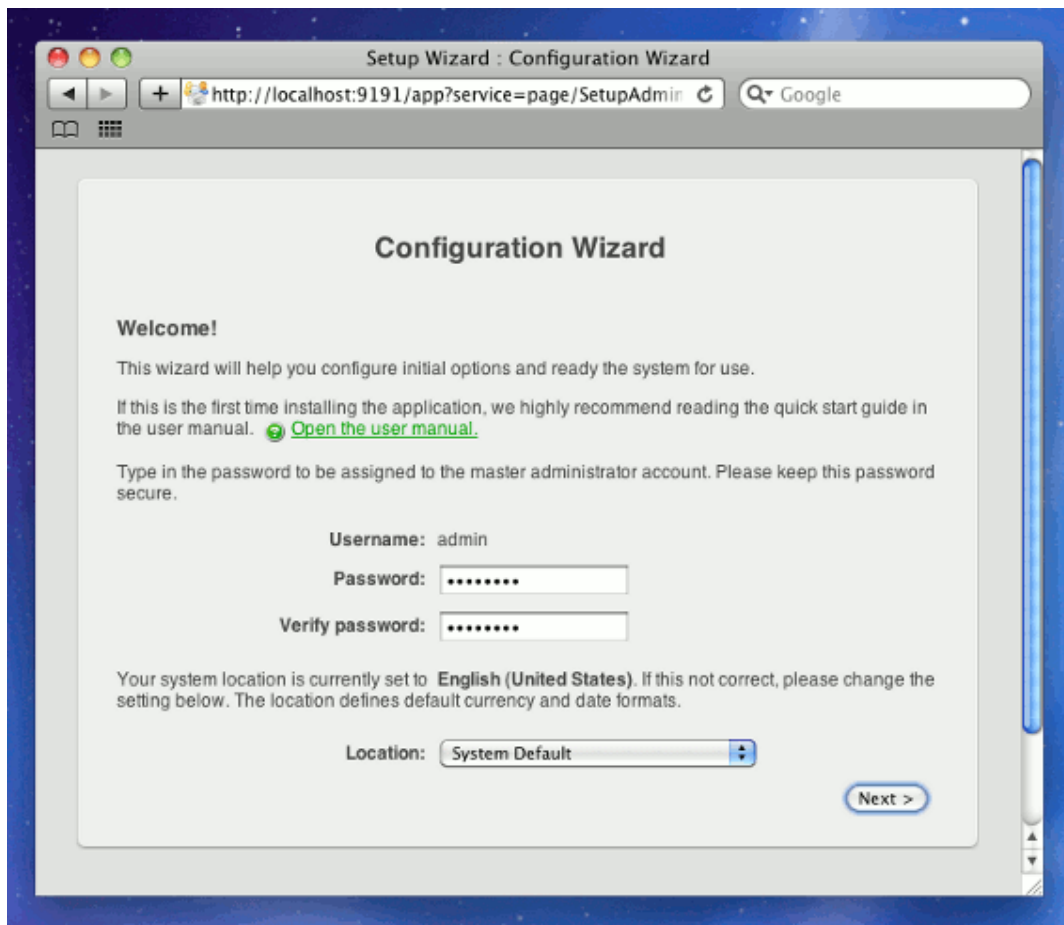 Setup Wizard : Configuration Wizard
http://localhost:9191/app?service=page/SetupAdmin
Google
Configuration Wizard
Welcome!
This wizard will help you configure initial options and ready the system for use.
If this is the first time installing the application, we highly recommend reading the quick start guide in
the user manual. Open the user manual.
Type in the password to be assigned to the master administrator account. Please keep this password
secure.
Username: admin
Password: ••••••••
Verify password: ••••••••
Your system location is currently set to English (United States). If this not correct, please change the
setting below. The location defines default currency and date formats.
Location: System Default
Next >